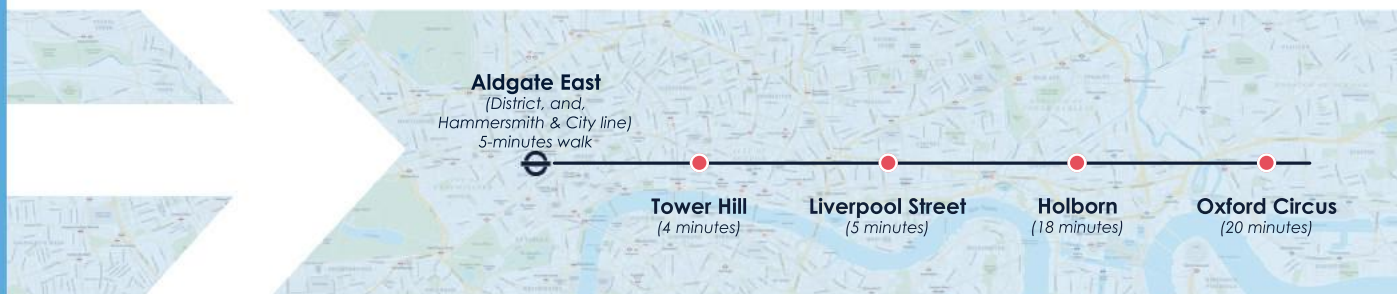 Aldgate East
(District, and,
Hammersmith & City line)
5-minutes walk
Tower Hill
(4 minutes)
Liverpool Street
(5 minutes)
Holborn
(18 minutes)
Oxford Circus
(20 minutes)